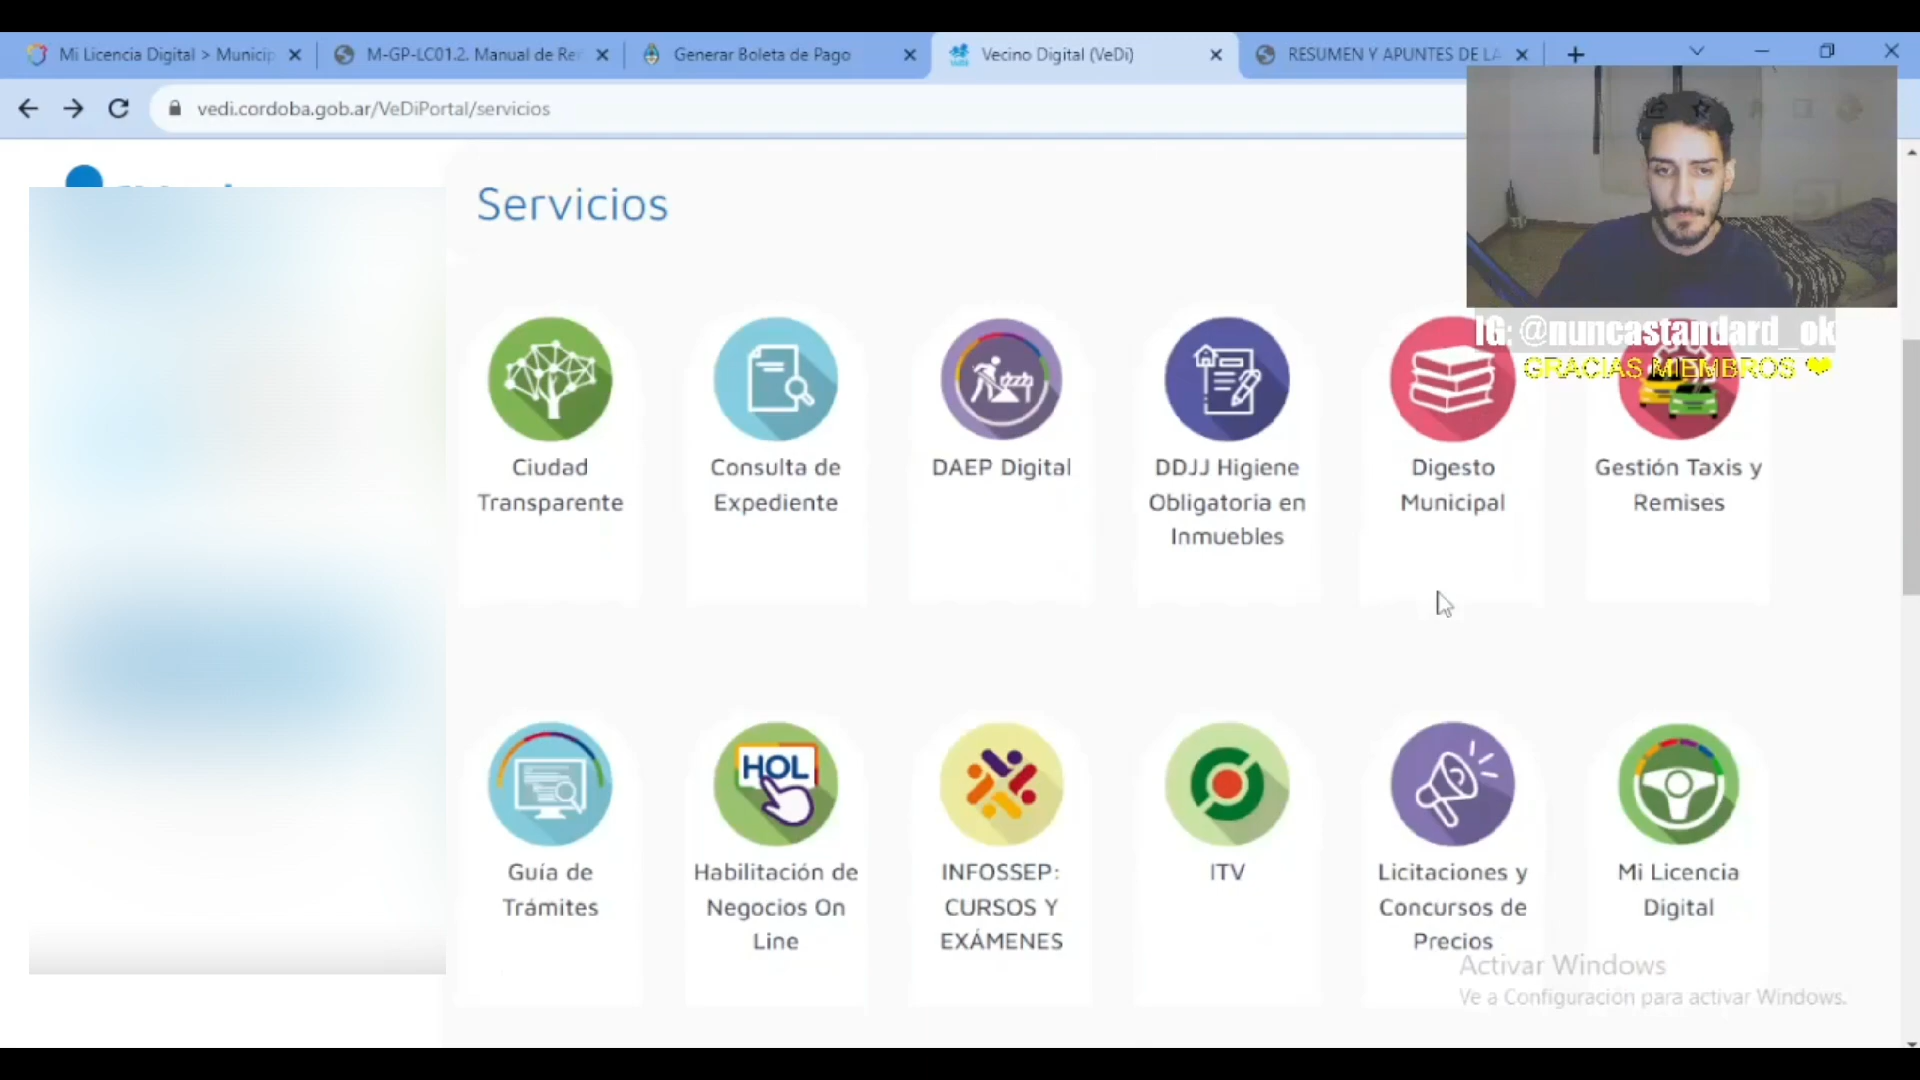 Mi Licencia Digital > Municip
M-GP-LC01.2. Manual de Re
Generar Boleta de Pago
Vecino Digital (VeDi)
RESUMEN Y APUNTES DE LA
vedi.cordoba.gob.ar/VeDiPortal/servicios
Servicios
IG: @nuncastandard_ok
GRACIAS MIEMBROS
Ciudad
Transparente
Consulta de
Expediente
DAEP Digital
DDJJ Higiene
Obligatoria en
Inmuebles
Digesto
Municipal
Gestión Taxis y
Remises
HOL
Guía de
Trámites
Habilitación de
Negocios On
Line
INFOSSEP:
CURSOS Y
EXÁMENES
ITV
Licitaciones y
Concursos de
Precios
Mi Licencia
Digital
Activar Windows
Ve a Configuración para activar Windows.